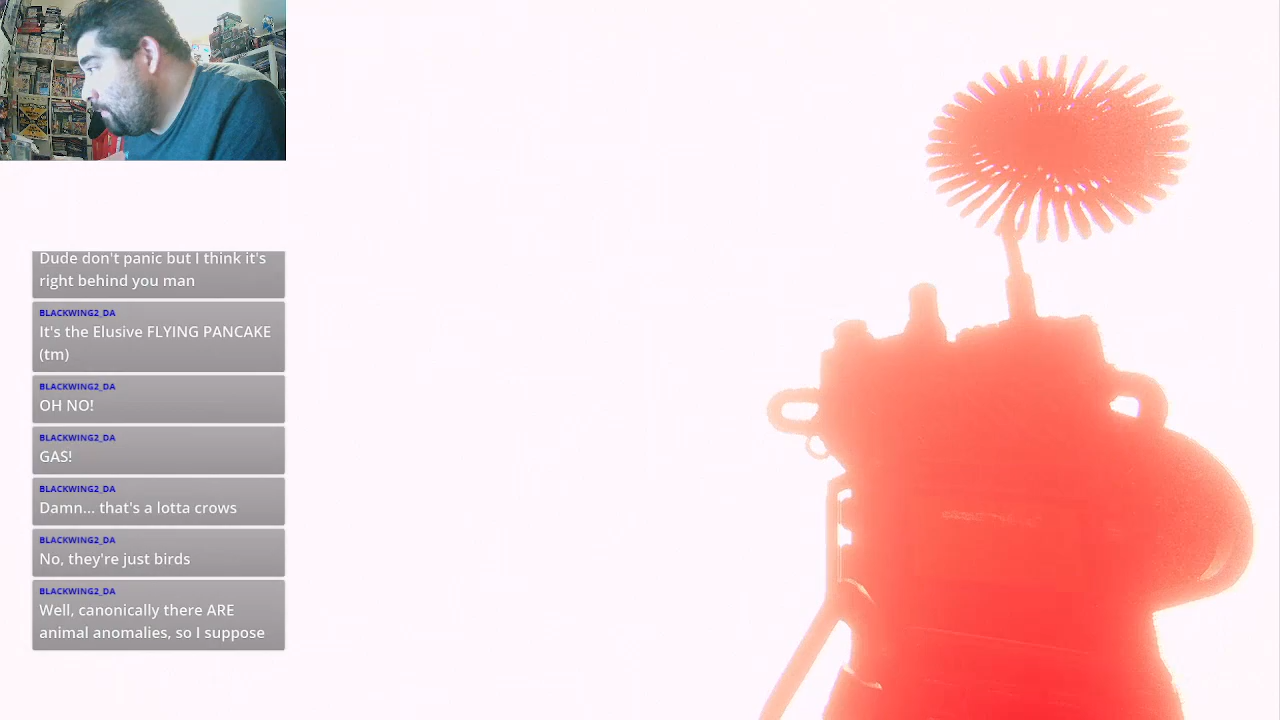 Dude don't panic but I think it's
right behind you man
BLACKWING2_DA
It's the Elusive FLYING PANCAKE
(tm)
BLACKWING2_DA
OH NO!
BLACKWING2_DA
GAS!
BLACKWING2_DA
Damn... that's a lotta crows
BLACKWING2_DA
No, they're just birds
BLACKWING2_DA
Well, canonically there ARE
animal anomalies, so I suppose